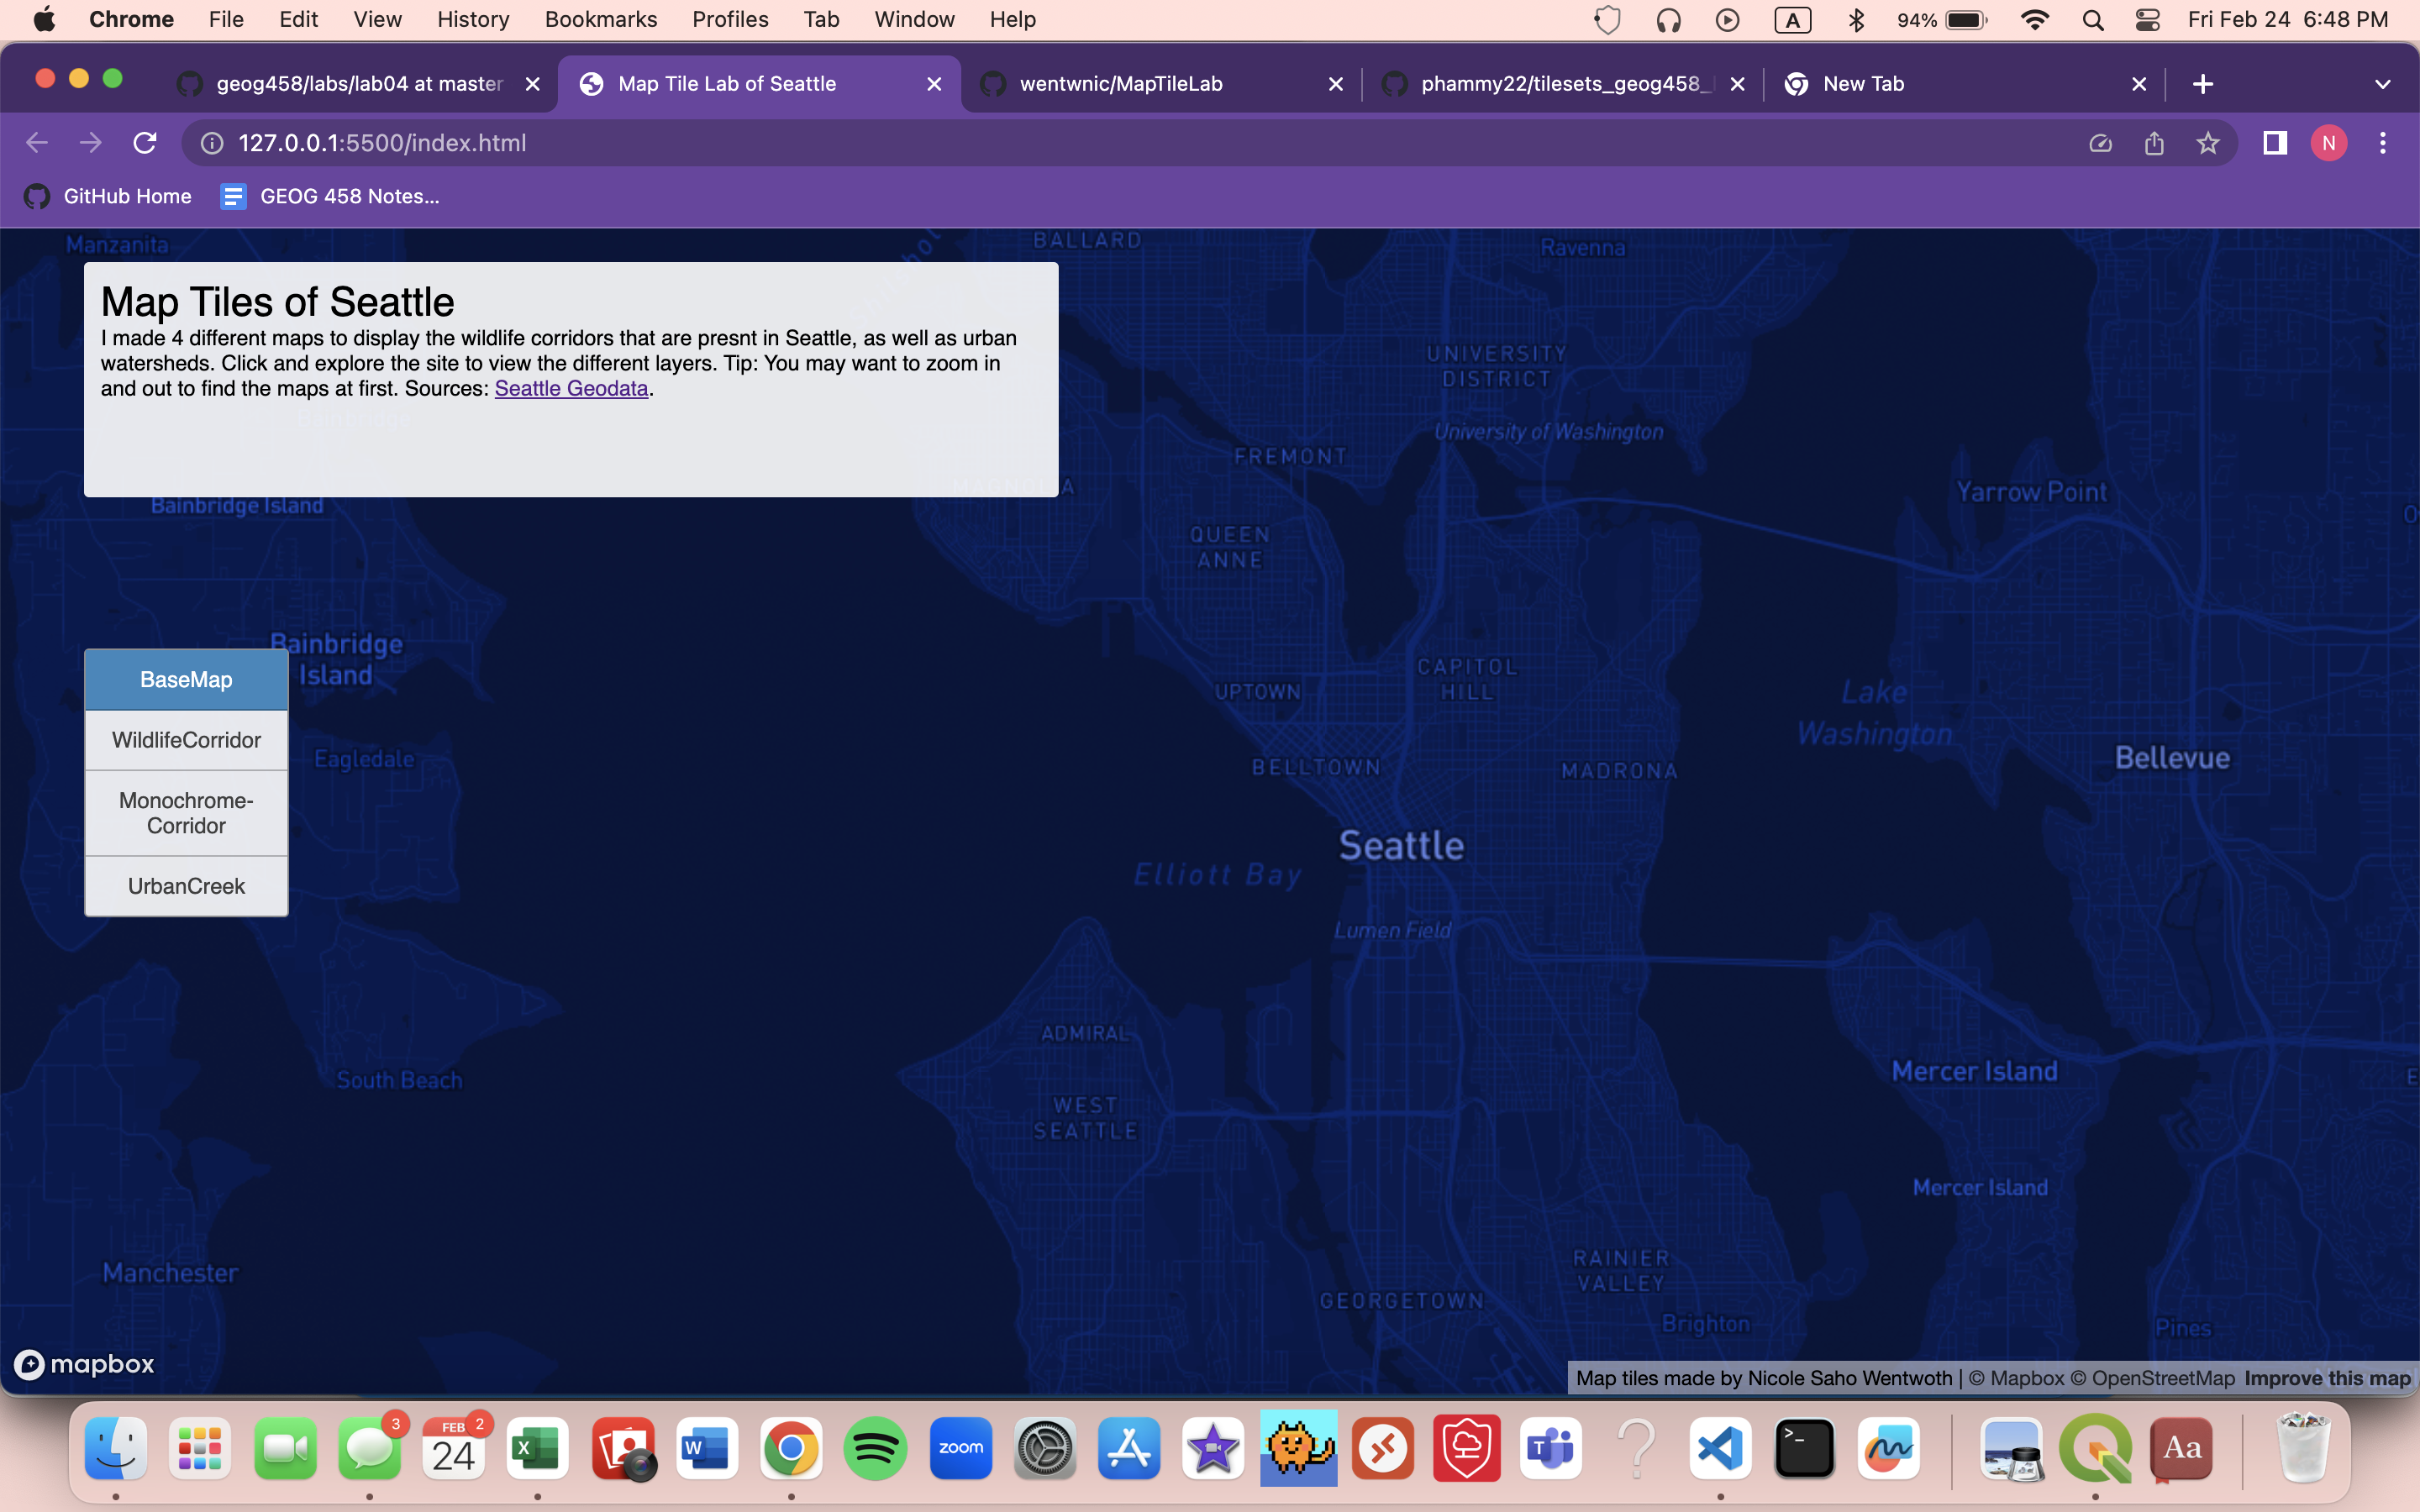 Chrome File Edit View History Bookmarks Profiles Tab Window Help A 94% Fri Feb 24 6:48 PM
geog458/labs/lab04 at master Map Tile Lab of Seattle wentwnic/MapTileLab phammy22/tilesets_geog458_ New Tab
127.0.0.1:5500/index.html N
GitHub Home GEOG 458 Notes...
Manzanita
BALLARD
Ravenna
Map Tiles of Seattle
I made 4 different maps to display the wildlife corridors that are presnt in Seattle, as well as urban
watersheds. Click and explore the site to view the different layers. Tip: You may want to zoom in
and out to find the maps at first. Sources: Seattle Geodata.
UNIVERSITY
DISTRICT
University of Washington
FREMONT
MAGNOLIA
Yarrow Point
Bainbridge Island
QUEEN
ANNE
Bainbridge
Island
BaseMap
WildlifeCorridor
Monochrome-
Corridor
UrbanCreek
CAPITOL
HILL
UPTOWN
Lake
Washington
Eagledale
BELLTOWN
MADRONA
Bellevue
Seattle
Elliott Bay
Lumen Field
ADMIRAL
South Beach
Mercer Island
WEST
SEATTLE
Mercer Island
Manchester
RAINIER
VALLEY
GEORGETOWN
Brighton
Pines
mapbox
Map tiles made by Nicole Saho Wentwoth | © Mapbox © OpenStreetMap Improve this map
3
FEB 2
24
X
W
zoom
T
?
>_
Aa